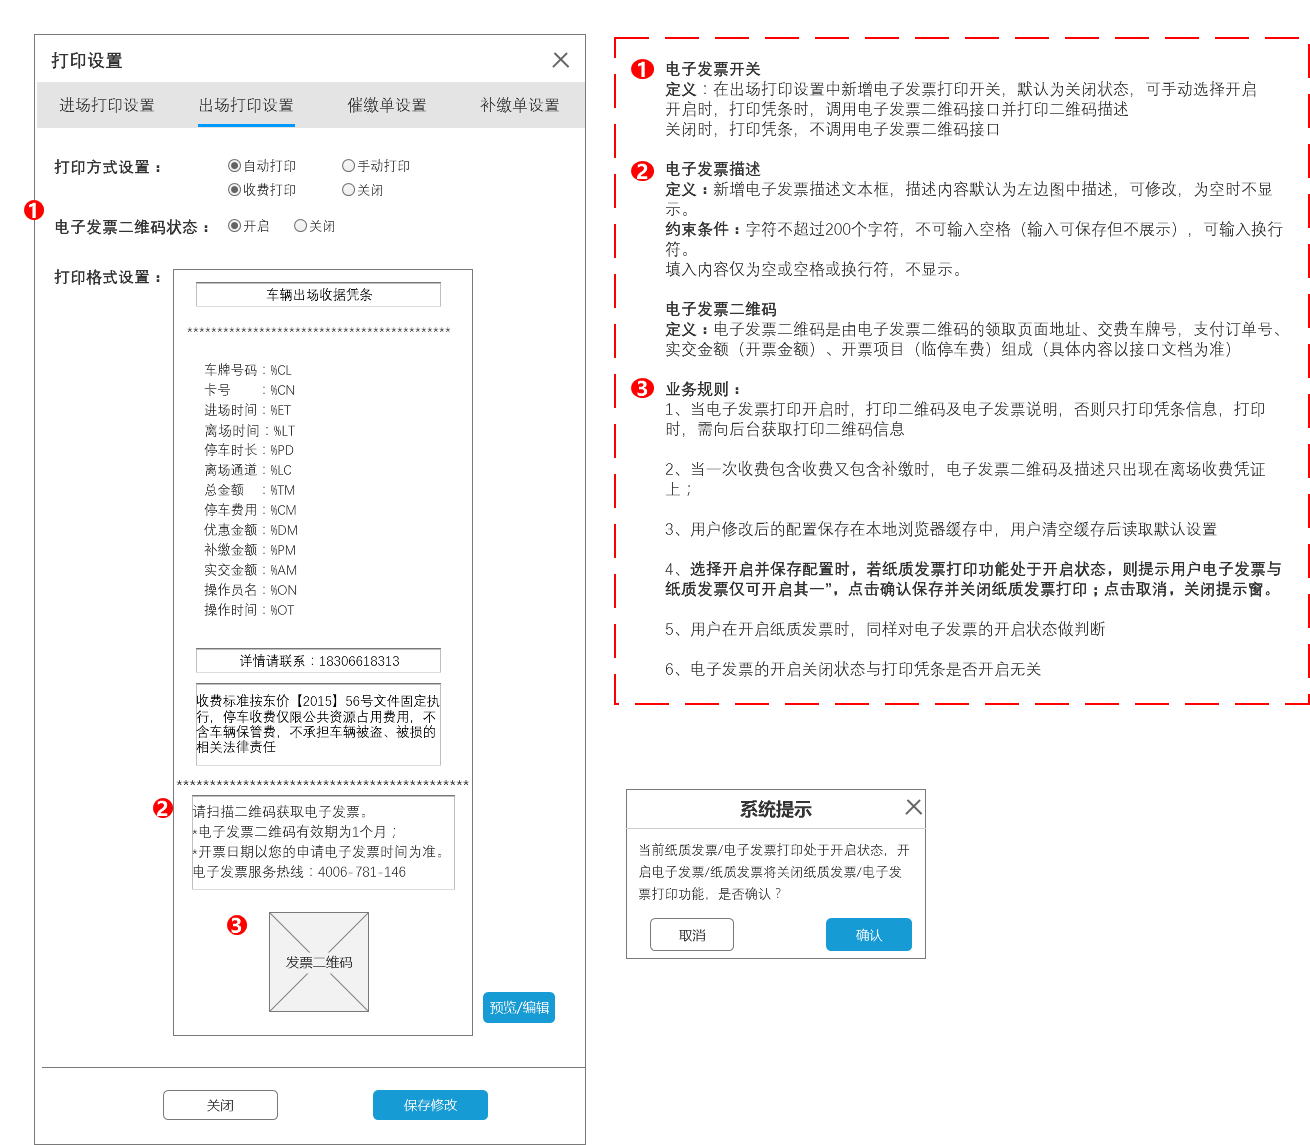 打印设置
进场打印设置 出场打印设置 催缴单设置 补缴单设置
打印方式设置： 自动打印 手动打印
收费打印 关闭
1
电子发票二维码状态： 开启 关闭
打印格式设置：
车辆出场收据凭条
********************************************
车牌号码：%CL
卡号 ：%CN
进场时间：%ET
离场时间：%LT
停车时长：%PD
离场通道：%LC
总金额 ：%TM
停车费用：%CM
优惠金额：%DM
补缴金额：%PM
实交金额：%AM
操作员名：%ON
操作时间：%OT
详情请联系：18306618313
收费标准按东价【2015】56号文件固定执
行，停车收费仅限公共资源占用费用，不
含车辆保管费，不承担车辆被盗、被损的
相关法律责任
********************************************
2
请扫描二维码获取电子发票。
*电子发票二维码有效期为1个月；
*开票日期以您的申请电子发票时间为准。
电子发票服务热线：4006-781-146
3
发票二维码
预览/编辑
关闭 保存修改
1 电子发票开关
定义：在出场打印设置中新增电子发票打印开关，默认为关闭状态，可手动选择开启
开启时，打印凭条时，调用电子发票二维码接口并打印二维码描述
关闭时，打印凭条，不调用电子发票二维码接口
2 电子发票描述
定义：新增电子发票描述文本框，描述内容默认为左边图中描述，可修改，为空时不显
示。
约束条件：字符不超过200个字符，不可输入空格（输入可保存但不展示），可输入换行
符。
填入内容仅为空或空格或换行符，不显示。
电子发票二维码
定义：电子发票二维码是由电子发票二维码的领取页面地址、交费车牌号，支付订单号、
实交金额（开票金额）、开票项目（临停车费）组成（具体内容以接口文档为准）
3 业务规则：
1、当电子发票打印开启时，打印二维码及电子发票说明，否则只打印凭条信息，打印
时，需向后台获取打印二维码信息
2、当一次收费包含收费又包含补缴时，电子发票二维码及描述只出现在离场收费凭证
上；
3、用户修改后的配置保存在本地浏览器缓存中，用户清空缓存后读取默认设置
4、选择开启并保存配置时，若纸质发票打印功能处于开启状态，则提示用户电子发票与
纸质发票仅可开启其一”，点击确认保存并关闭纸质发票打印；点击取消，关闭提示窗。
5、用户在开启纸质发票时，同样对电子发票的开启状态做判断
6、电子发票的开启关闭状态与打印凭条是否开启无关
系统提示
当前纸质发票/电子发票打印处于开启状态，开
启电子发票/纸质发票将关闭纸质发票/电子发
票打印功能，是否确认？
取消 确认